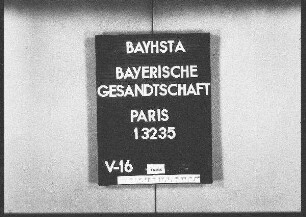 BAYHSTA
BAYERISCHE
GESANDTSCHAFT
PARIS
13235
V-16